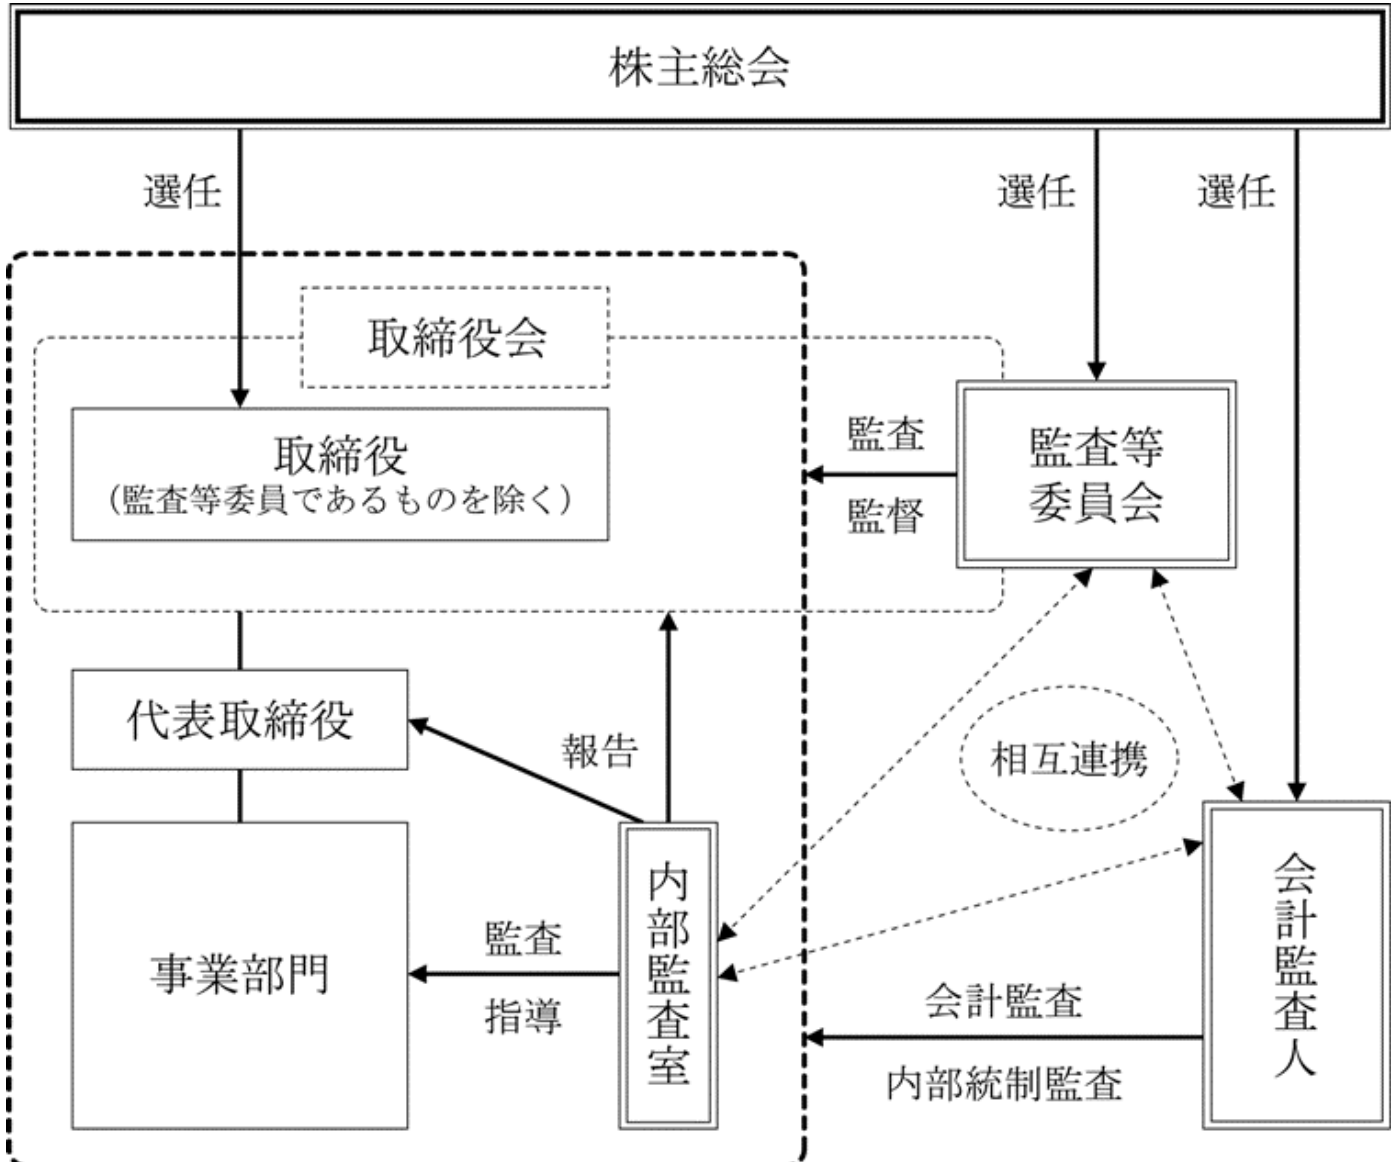 株主総会
選任
選任
選任
取締役会
取締役
（監査等委員であるものを除く）
監査
監督
監査等
委員会
代表取締役
報告
相互連携
事業部門
監査
指導
内部監査室
会計監査
内部統制監査
会計監査人